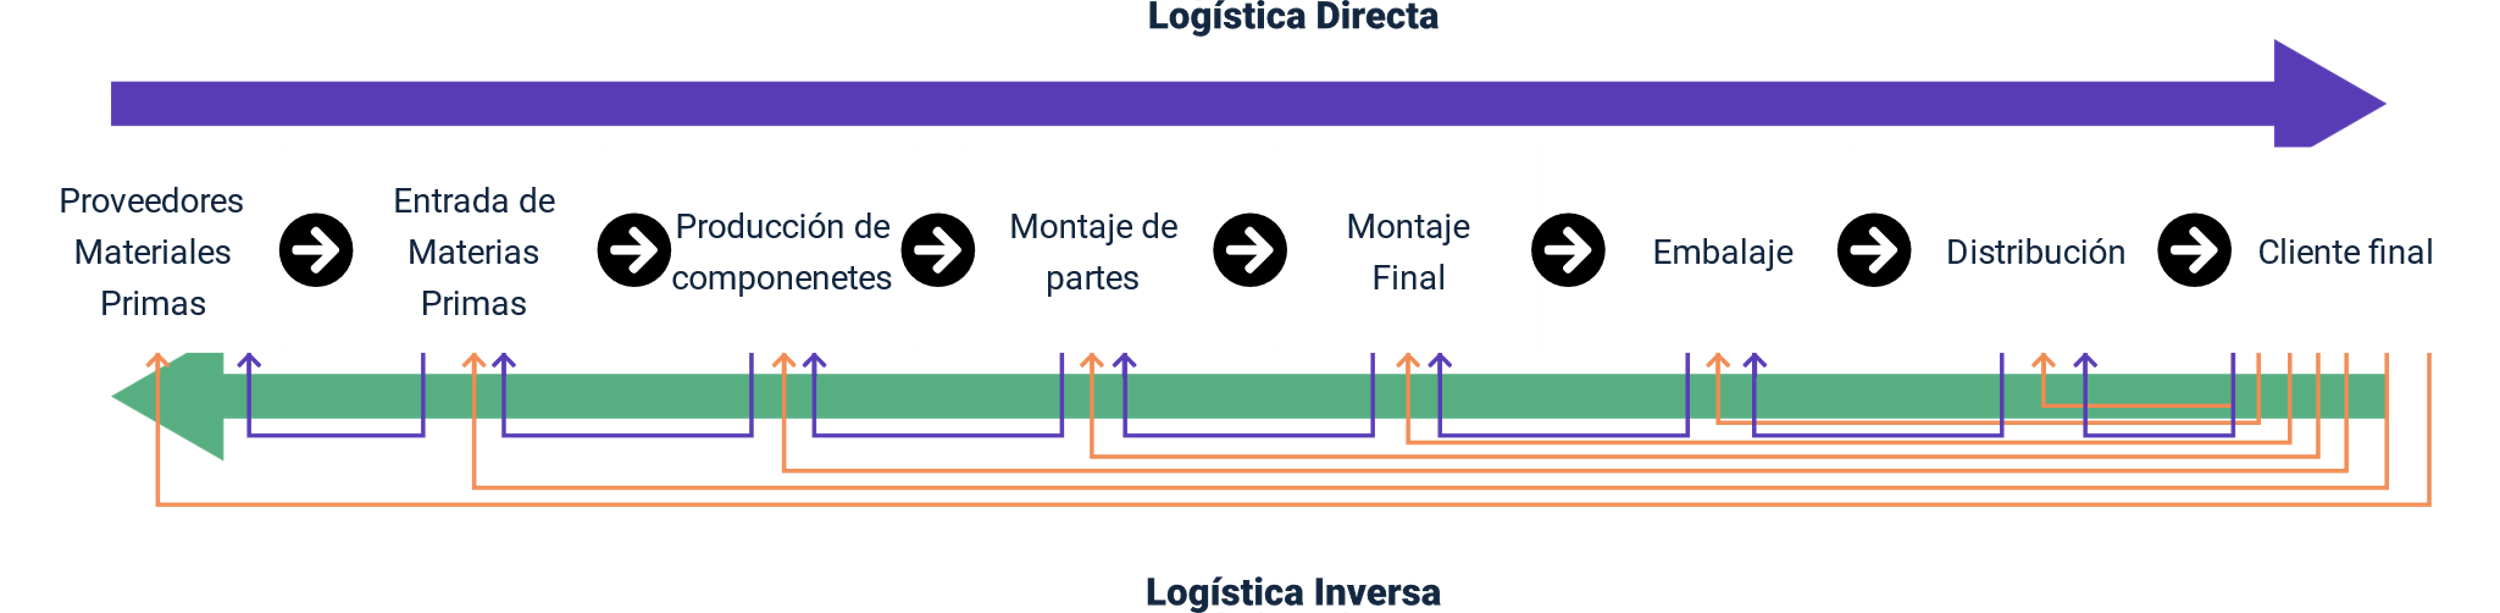 Logística Directa
Proveedores
Materiales
Primas
Entrada de
Materias
Primas
Producción de
componenetes
Montaje de
partes
Montaje
Final
Embalaje
Distribución
Cliente final
Logística Inversa